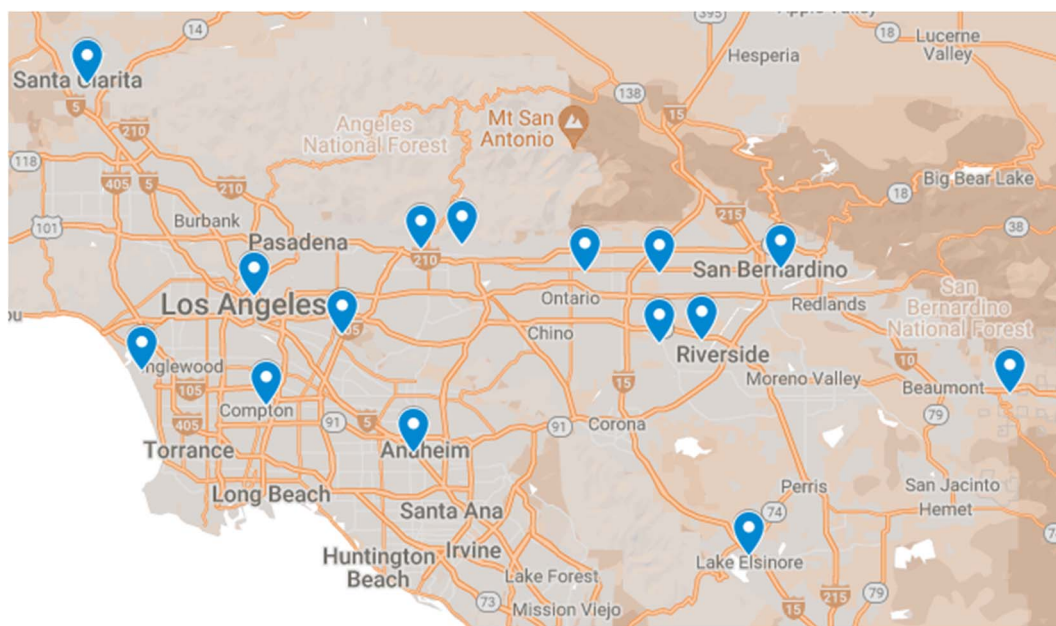 395
Apple Valley
14
18
Lucerne
Valley
Hesperia
Santa Clarita
5
138
15
210
Mt San
Antonio
Angeles
National Forest
118
405
5
210
Big Bear Lake
18
Burbank
215
101
38
Pasadena
210
San Bernardino
Los Angeles
Ontario
Redlands
San
Bernardino
National Forest
Chino
Riverside
10
Inglewood
Moreno Valley
Beaumont
105
15
Compton
79
405
91
5
91
Corona
Torrance
Anaheim
Long Beach
Perris
San Jacinto
Santa Ana
74
Hemet
Huntington
Beach
Irvine
Lake Elsinore
Lake Forest
73
Mission Viejo
15
215
79